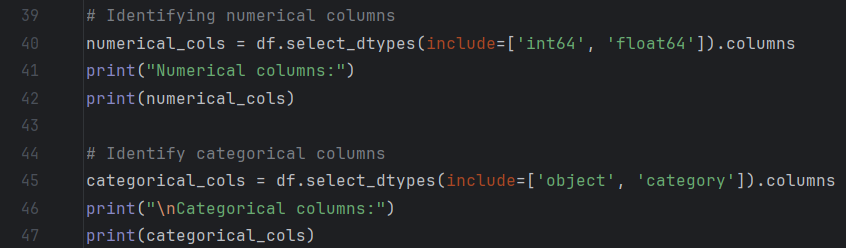 39 # Identifying numerical columns
40 numerical_cols = df.select_dtypes(include=['int64', 'float64']).columns
41 print("Numerical columns:")
42 print(numerical_cols)
43
44 # Identify categorical columns
45 categorical_cols = df.select_dtypes(include=['object', 'category']).columns
46 print("\nCategorical columns:")
47 print(categorical_cols)